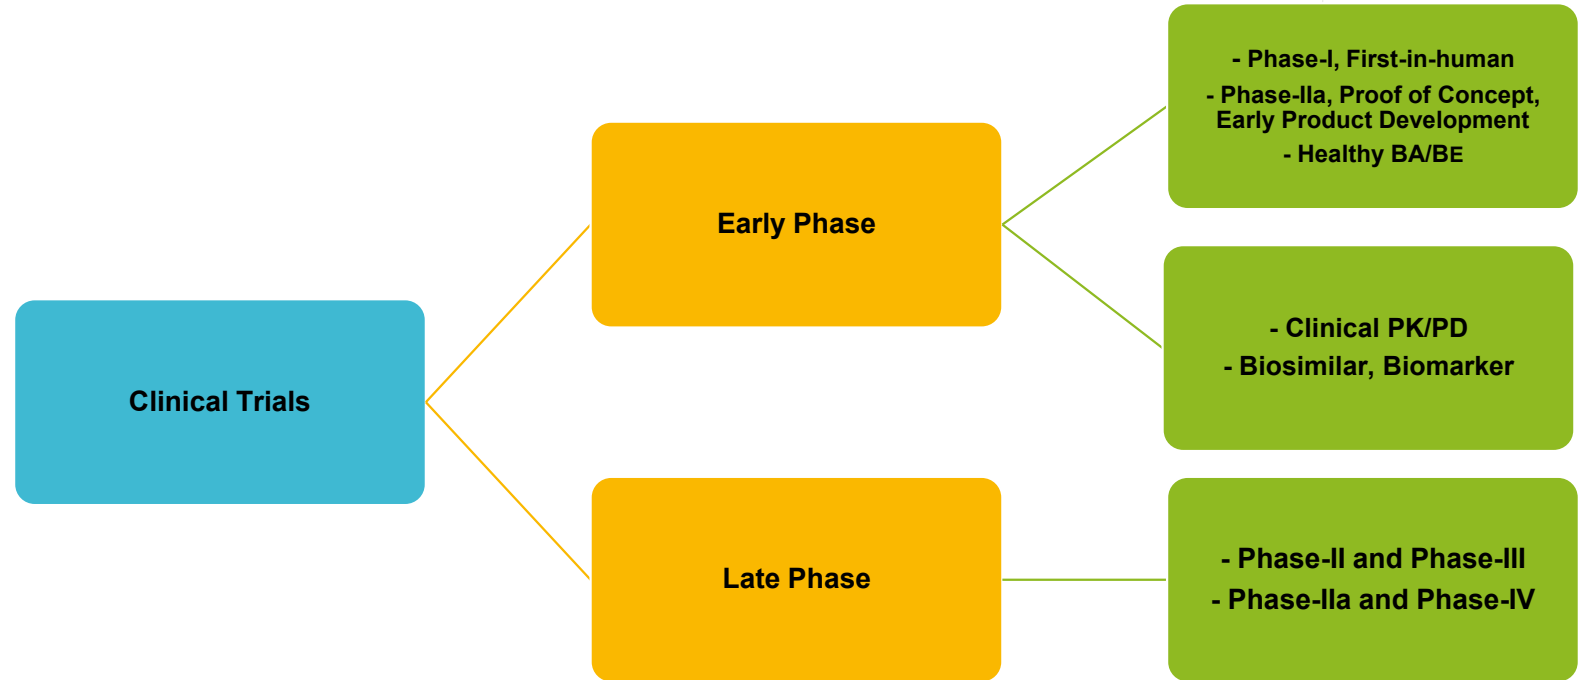 Clinical Trials
Early Phase
- Phase-I, First-in-human
- Phase-IIa, Proof of Concept,
Early Product Development
- Healthy BA/BE
- Clinical PK/PD
- Biosimilar, Biomarker
Late Phase
- Phase-II and Phase-III
- Phase-IIa and Phase-IV